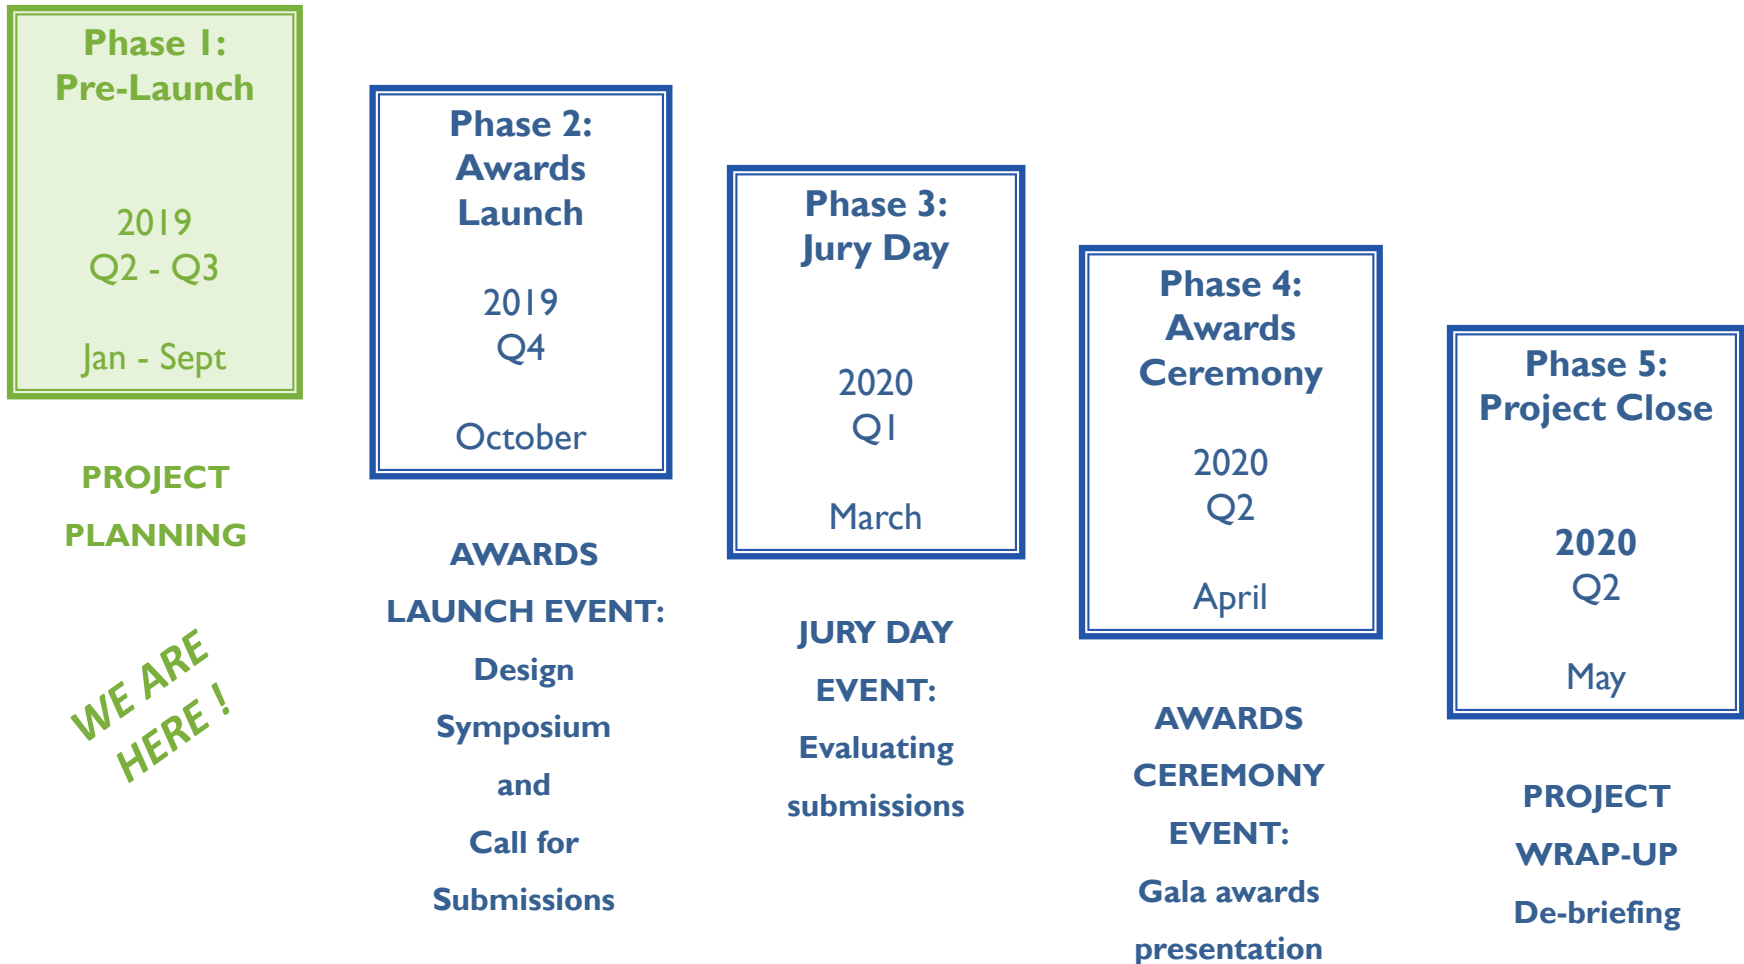 Phase 1:
Pre-Launch
2019
Q2 - Q3
Jan - Sept
PROJECT
PLANNING
WE ARE
HERE !
Phase 2:
Awards
Launch
2019
Q4
October
AWARDS
LAUNCH EVENT:
Design
Symposium
and
Call for
Submissions
Phase 3:
Jury Day
2020
Q1
March
JURY DAY
EVENT:
Evaluating
submissions
Phase 4:
Awards
Ceremony
2020
Q2
April
AWARDS
CEREMONY
EVENT:
Gala awards
presentation
Phase 5:
Project Close
2020
Q2
May
PROJECT
WRAP-UP
De-briefing